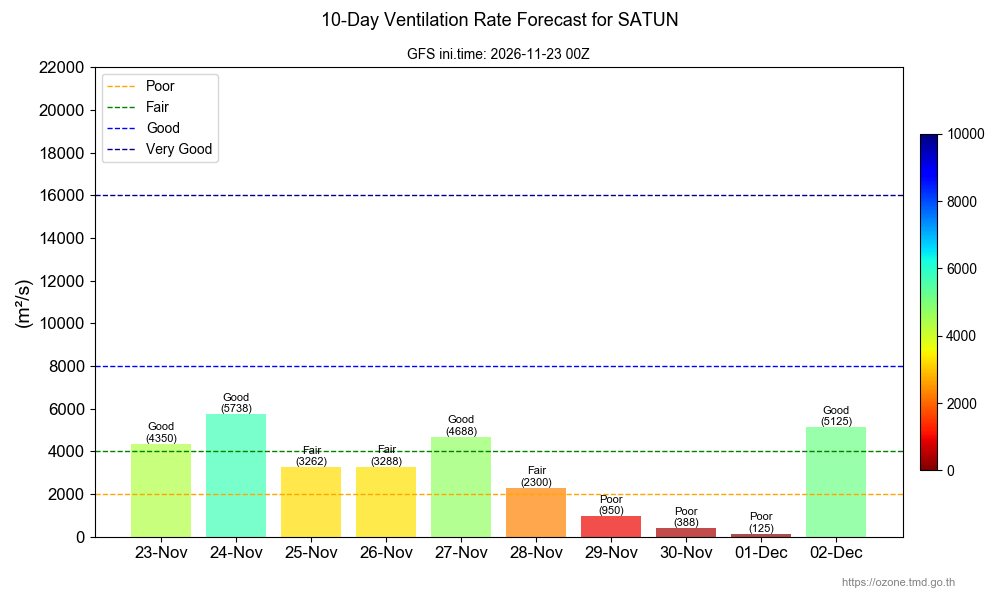 10-Day Ventilation Rate Forecast for SATUN
GFS ini.time: 2026-11-23 00Z
(m²/s)
22000
20000
18000
16000
14000
12000
10000
8000
6000
4000
2000
0
Poor
Fair
Good
Very Good
Good
(4350)
Good
(5738)
Fair
(3262)
Fair
(3288)
Good
(4688)
Fair
(2300)
Poor
(950)
Poor
(388)
Poor
(125)
Good
(5125)
23-Nov 24-Nov 25-Nov 26-Nov 27-Nov 28-Nov 29-Nov 30-Nov 01-Dec 02-Dec
10000
8000
6000
4000
2000
0
https://ozone.tmd.go.th